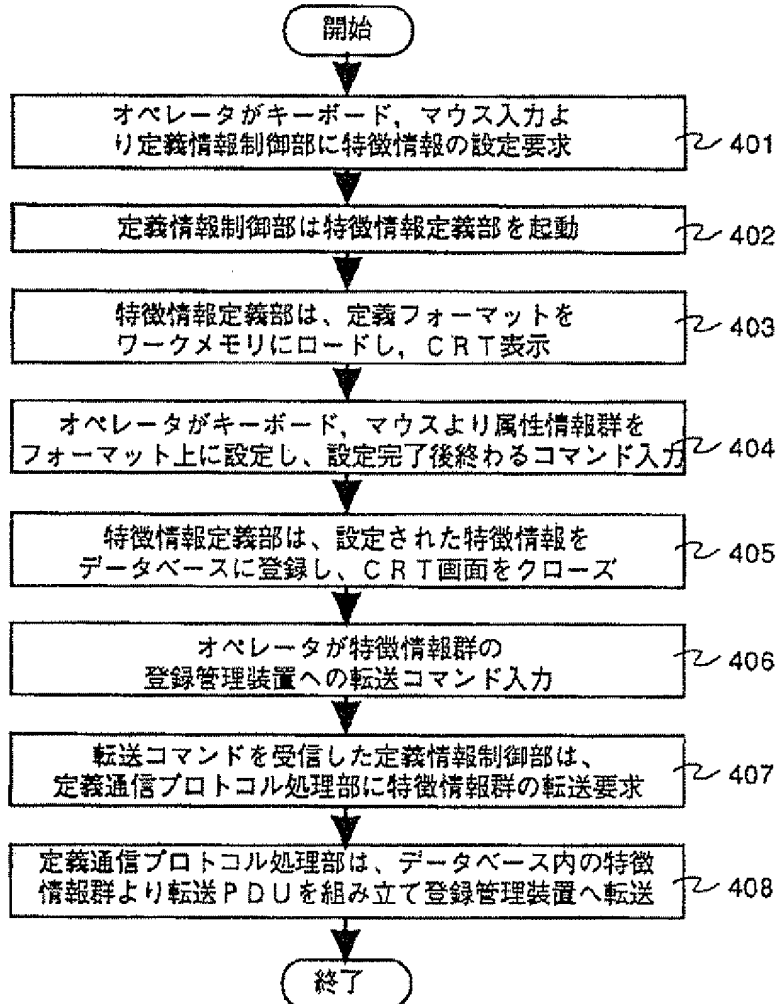 開始
オペレータがキーボード，マウス入力よ
り定義情報制御部に特徴情報の設定要求
401
定義情報制御部は特徴情報定義部を起動
402
特徴情報定義部は、定義フォーマットを
ワークメモリにロードし，ＣＲＴ表示
403
オペレータがキーボード，マウスより属性情報群を
フォーマット上に設定し、設定完了後終わるコマンド入力
404
特徴情報定義部は、設定された特徴情報を
データベースに登録し、ＣＲＴ画面をクローズ
405
オペレータが特徴情報群の
登録管理装置への転送コマンド入力
406
転送コマンドを受信した定義情報制御部は、
定義通信プロトコル処理部に特徴情報群の転送要求
407
定義通信プロトコル処理部は、データベース内の特徴
情報群より転送ＰＤＵを組み立て登録管理装置へ転送
408
終了